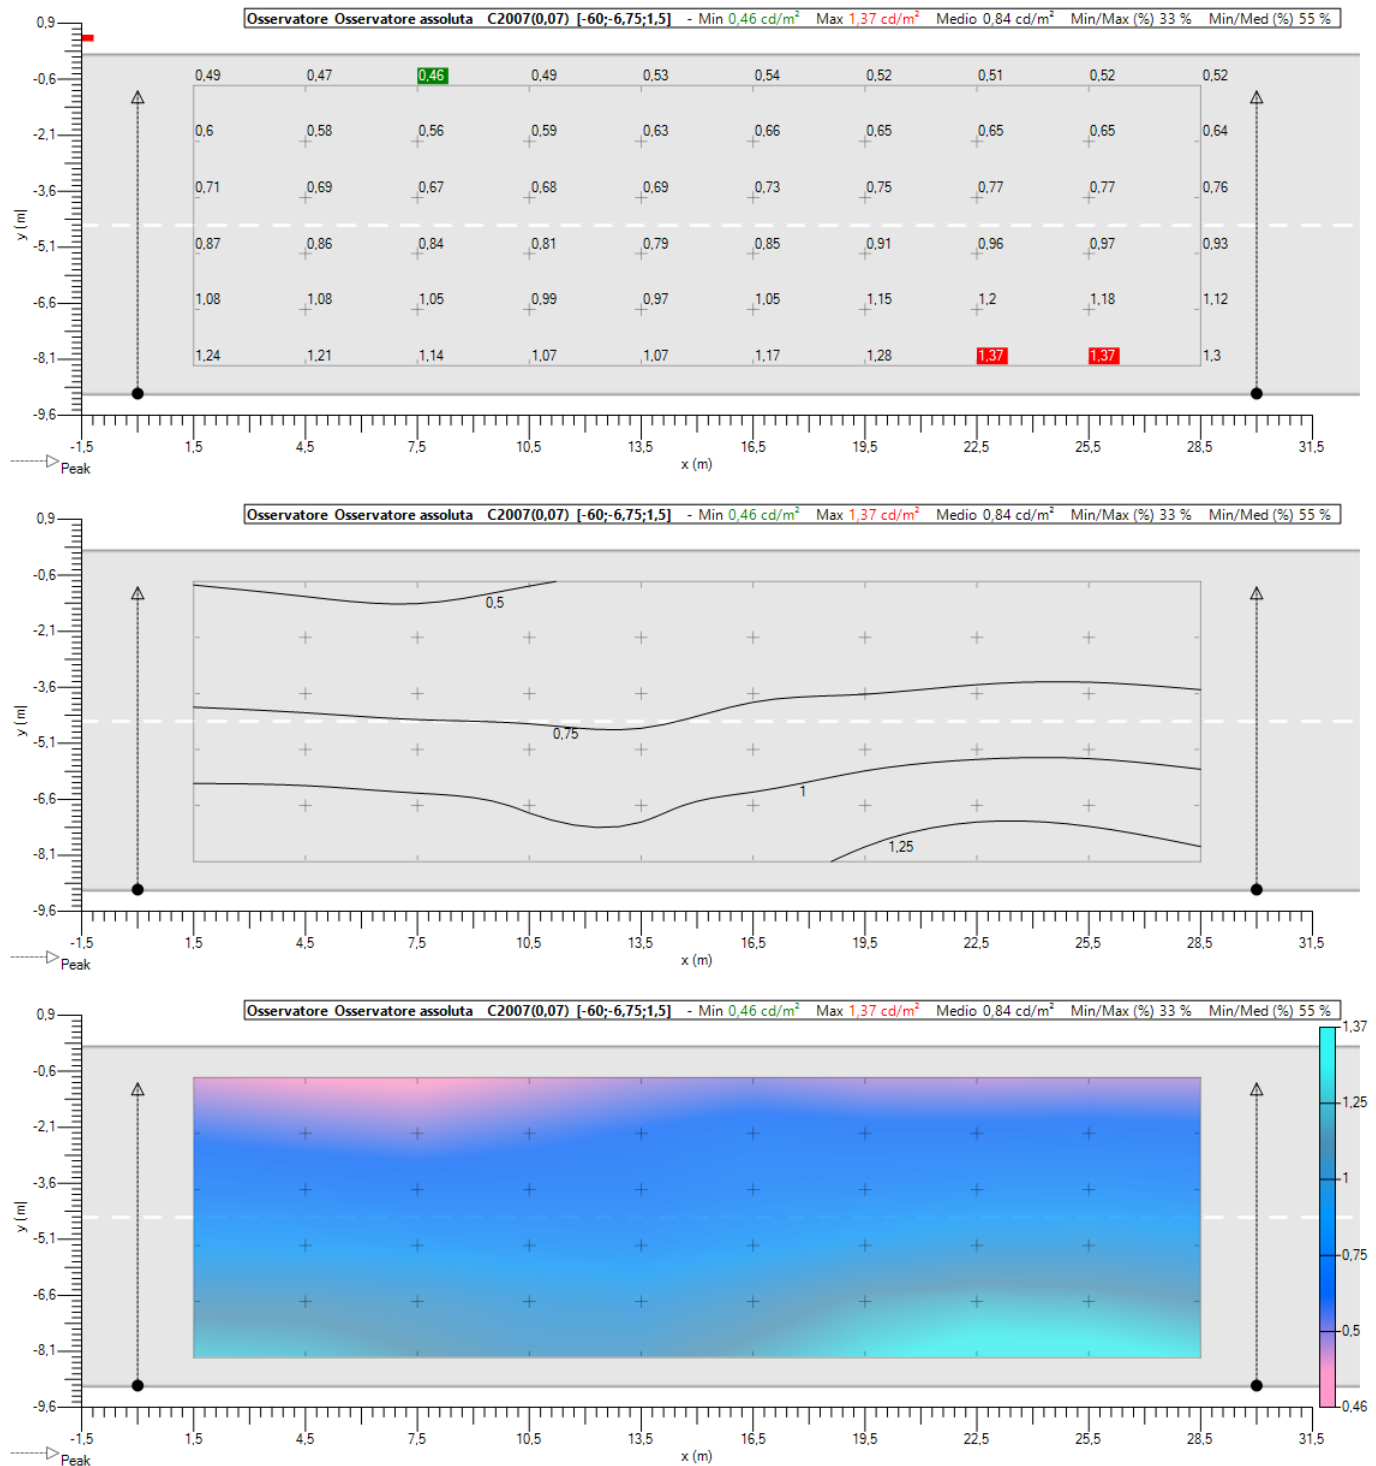 Osservatore Osservatore assoluta C2007(0,07) [-60;-6,75;1,5] - Min 0,46 cd/m² Max 1,37 cd/m² Medio 0,84 cd/m² Min/Max (%) 33 % Min/Med (%) 55 %
0,9
-0,6 0,49 0,47 0,46 0,49 0,53 0,54 0,52 0,51 0,52 0,52
-2,1 0,6 0,58 0,56 0,59 0,63 0,66 0,65 0,65 0,65 0,64
-3,6 0,71 0,69 0,67 0,68 0,69 0,73 0,75 0,77 0,77 0,76
y (m)
-5,1 0,87 0,86 0,84 0,81 0,79 0,85 0,91 0,96 0,97 0,93
-6,6 1,08 1,08 1,05 0,99 0,97 1,05 1,15 1,2 1,18 1,12
-8,1 1,24 1,21 1,14 1,07 1,07 1,17 1,28 1,37 1,37 1,3
-9,6
-1,5 1,5 4,5 7,5 10,5 13,5 16,5 19,5 22,5 25,5 28,5 31,5
Peak x (m)
Osservatore Osservatore assoluta C2007(0,07) [-60;-6,75;1,5] - Min 0,46 cd/m² Max 1,37 cd/m² Medio 0,84 cd/m² Min/Max (%) 33 % Min/Med (%) 55 %
0,9
-0,6
0,5
-2,1
-3,6
y (m)
0,75
-5,1
-6,6
1
-8,1
1,25
-9,6
-1,5 1,5 4,5 7,5 10,5 13,5 16,5 19,5 22,5 25,5 28,5 31,5
Peak x (m)
Osservatore Osservatore assoluta C2007(0,07) [-60;-6,75;1,5] - Min 0,46 cd/m² Max 1,37 cd/m² Medio 0,84 cd/m² Min/Max (%) 33 % Min/Med (%) 55 %
0,9
1,37
-0,6
1,25
-2,1
1
-3,6
y (m)
-5,1
0,75
-6,6
0,5
-8,1
0,46
-9,6
-1,5 1,5 4,5 7,5 10,5 13,5 16,5 19,5 22,5 25,5 28,5 31,5
Peak x (m)